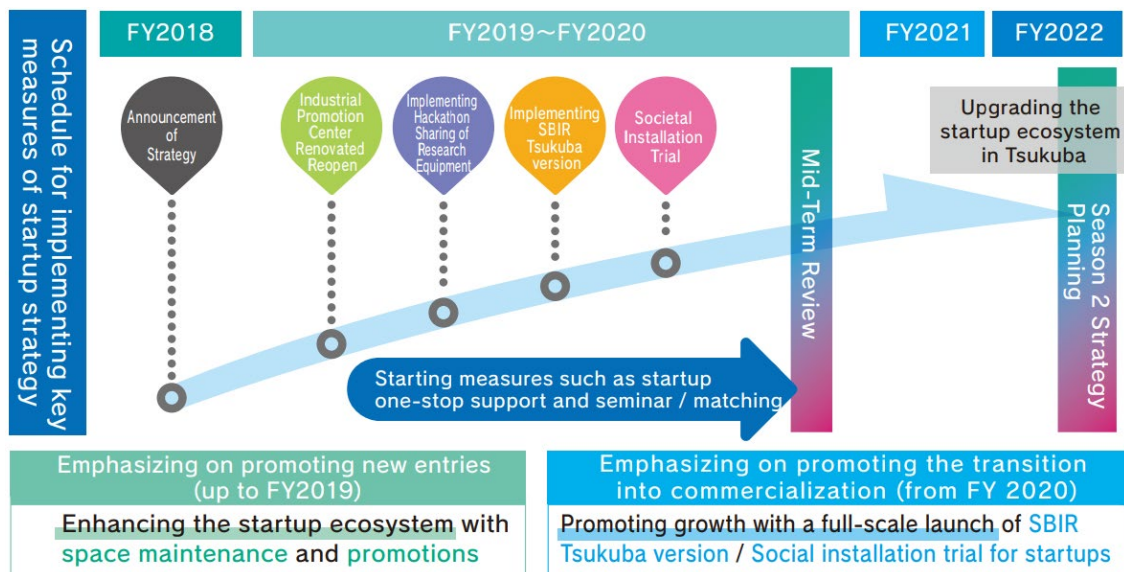 Schedule for implementing key
measures of startup strategy
FY2018
FY2019～FY2020
FY2021
FY2022
Announcement
of
Strategy
Industrial
Promotion
Center
Renovated
Reopen
Implementing
Hackathon
Sharing of
Research
Equipment
Implementing
SBIR
Tsukuba
version
Societal
Installation
Trial
Mid-Term Review
Upgrading the
startup ecosystem
in Tsukuba
Season 2 Strategy
Planning
Starting measures such as startup
one-stop support and seminar / matching
Emphasizing on promoting new entries
(up to FY2019)
Enhancing the startup ecosystem with
space maintenance and promotions
Emphasizing on promoting the transition
into commercialization (from FY 2020)
Promoting growth with a full-scale launch of SBIR
Tsukuba version / Social installation trial for startups